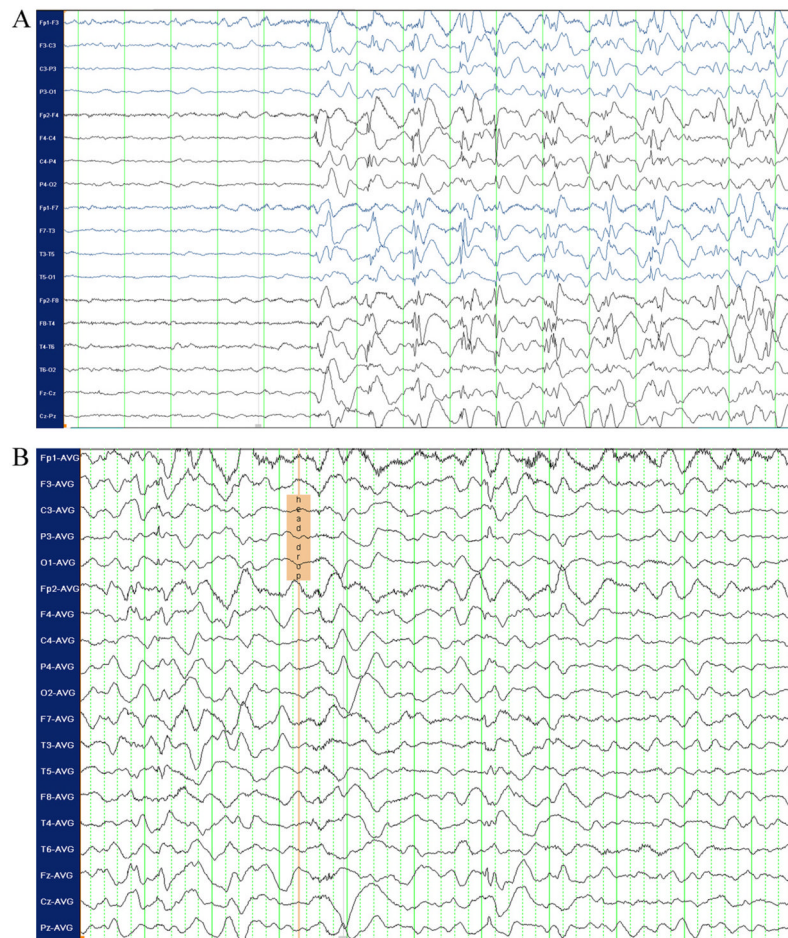 A
Fp1-F3
F3-C3
C3-P3
P3-O1
Fp2-F4
F4-C4
C4-P4
P4-O2
Fp1-F7
F7-T3
T3-T5
T5-O1
Fp2-F8
F8-T4
T4-T6
T6-O2
Fz-Cz
Cz-Pz
B
Fp1-AVG
F3-AVG
C3-AVG
P3-AVG
O1-AVG
Fp2-AVG
F4-AVG
C4-AVG
P4-AVG
O2-AVG
F7-AVG
T3-AVG
T5-AVG
F8-AVG
T4-AVG
T6-AVG
Fz-AVG
Cz-AVG
Pz-AVG
head drop